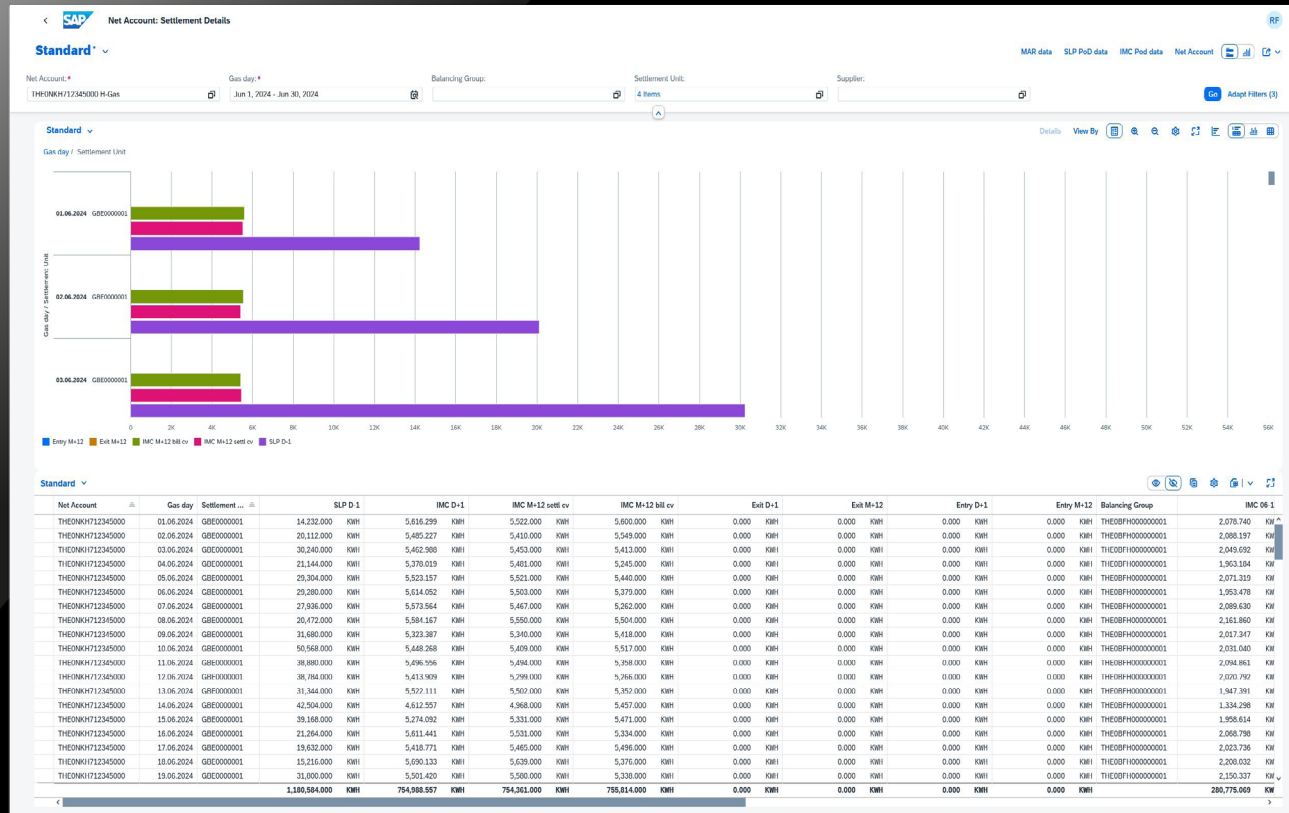 SAP Net Account: Settlement Details RF
Standard*
MAR data SLP PoD data IMC Pod data Net Account
Net Account:* Gas day:* Balancing Group: Settlement Unit: Supplier:
THE0NKH712345000 H-Gas Jun 1, 2024 - Jun 30, 2024 4 Items Go Adapt Filters (3)
Standard Details View By
Gas day / Settlement Unit
Gas day / Settlement Unit
01.06.2024 GBE0000001
02.06.2024 GBE0000001
03.06.2024 GBE0000001
0 2K 4K 6K 8K 10K 12K 14K 16K 18K 20K 22K 24K 26K 28K 30K 32K 34K 36K 38K 40K 42K 44K 46K 48K 50K 52K 54K 56K
Entry M+12 Exit M+12 IMC M+12 bill cv IMC M+12 settl cv SLP D-1
Standard
Net Account Gas day Settlement ... SLP D-1 IMC D+1 IMC M+12 settl cv IMC M+12 bill cv Exit D+1 Exit M+12 Entry D+1 Entry M+12 Balancing Group IMC 06-1
THE0NKH712345000 01.06.2024 GBE0000001 14,232.000 KWH 5,616.299 KWH 5,522.000 KWH 5,600.000 KWH 0.000 KWH 0.000 KWH 0.000 KWH 0.000 KWH THE0BFH000000001 2,078.740 KW
THE0NKH712345000 02.06.2024 GBE0000001 20,112.000 KWH 5,485.227 KWH 5,410.000 KWH 5,549.000 KWH 0.000 KWH 0.000 KWH 0.000 KWH 0.000 KWH THE0BFH000000001 2,088.197 KW
THE0NKH712345000 03.06.2024 GBE0000001 30,240.000 KWH 5,462.988 KWH 5,453.000 KWH 5,413.000 KWH 0.000 KWH 0.000 KWH 0.000 KWH 0.000 KWH THE0BFH000000001 2,049.692 KW
THE0NKH712345000 04.06.2024 GBE0000001 21,144.000 KWH 5,370.019 KWH 5,481.000 KWH 5,245.000 KWH 0.000 KWH 0.000 KWH 0.000 KWH 0.000 KWH THE0BFH000000001 1,963.184 KW
THE0NKH712345000 05.06.2024 GBE0000001 29,304.000 KWH 5,523.157 KWH 5,521.000 KWH 5,440.000 KWH 0.000 KWH 0.000 KWH 0.000 KWH 0.000 KWH THE0BFH000000001 2,071.319 KW
THE0NKH712345000 06.06.2024 GBE0000001 29,280.000 KWH 5,614.052 KWH 5,503.000 KWH 5,379.000 KWH 0.000 KWH 0.000 KWH 0.000 KWH 0.000 KWH THE0BFH000000001 1,953.478 KW
THE0NKH712345000 07.06.2024 GBE0000001 27,936.000 KWH 5,573.564 KWH 5,467.000 KWH 5,262.000 KWH 0.000 KWH 0.000 KWH 0.000 KWH 0.000 KWH THE0BFH000000001 2,089.630 KW
THE0NKH712345000 08.06.2024 GBE0000001 20,472.000 KWH 5,584.167 KWH 5,550.000 KWH 5,504.000 KWH 0.000 KWH 0.000 KWH 0.000 KWH 0.000 KWH THE0BFH000000001 2,161.860 KW
THE0NKH712345000 09.06.2024 GBE0000001 31,680.000 KWH 5,323.387 KWH 5,340.000 KWH 5,418.000 KWH 0.000 KWH 0.000 KWH 0.000 KWH 0.000 KWH THE0BFH000000001 2,017.347 KW
THE0NKH712345000 10.06.2024 GBE0000001 50,568.000 KWH 5,448.268 KWH 5,409.000 KWH 5,517.000 KWH 0.000 KWH 0.000 KWH 0.000 KWH 0.000 KWH THE0BFH000000001 2,031.040 KW
THE0NKH712345000 11.06.2024 GBE0000001 38,880.000 KWH 5,496.556 KWH 5,494.000 KWH 5,358.000 KWH 0.000 KWH 0.000 KWH 0.000 KWH 0.000 KWH THE0BFH000000001 2,094.861 KW
THE0NKH712345000 12.06.2024 GBE0000001 38,784.000 KWH 5,413.909 KWH 5,299.000 KWH 5,266.000 KWH 0.000 KWH 0.000 KWH 0.000 KWH 0.000 KWH THE0BFH000000001 2,020.792 KW
THE0NKH712345000 13.06.2024 GBE0000001 31,344.000 KWH 5,522.111 KWH 5,502.000 KWH 5,352.000 KWH 0.000 KWH 0.000 KWH 0.000 KWH 0.000 KWH THE0BFH000000001 1,947.391 KW
THE0NKH712345000 14.06.2024 GBE0000001 42,504.000 KWH 4,612.557 KWH 4,968.000 KWH 5,457.000 KWH 0.000 KWH 0.000 KWH 0.000 KWH 0.000 KWH THE0BFH000000001 1,334.298 KW
THE0NKH712345000 15.06.2024 GBE0000001 39,168.000 KWH 5,274.092 KWH 5,331.000 KWH 5,471.000 KWH 0.000 KWH 0.000 KWH 0.000 KWH 0.000 KWH THE0BFH000000001 1,958.614 KW
THE0NKH712345000 16.06.2024 GBE0000001 21,264.000 KWH 5,611.441 KWH 5,531.000 KWH 5,334.000 KWH 0.000 KWH 0.000 KWH 0.000 KWH 0.000 KWH THE0BFH000000001 2,068.798 KW
THE0NKH712345000 17.06.2024 GBE0000001 19,632.000 KWH 5,418.771 KWH 5,465.000 KWH 5,496.000 KWH 0.000 KWH 0.000 KWH 0.000 KWH 0.000 KWH THE0BFH000000001 2,023.736 KW
THE0NKH712345000 18.06.2024 GBE0000001 15,216.000 KWH 5,690.133 KWH 5,639.000 KWH 5,376.000 KWH 0.000 KWH 0.000 KWH 0.000 KWH 0.000 KWH THE0BFH000000001 2,208.032 KW
THE0NKH712345000 19.06.2024 GBE0000001 31,800.000 KWH 5,501.420 KWH 5,580.000 KWH 5,338.000 KWH 0.000 KWH 0.000 KWH 0.000 KWH 0.000 KWH THE0BFH000000001 2,150.337 KW
1,180,584.000 KWH 754,988.557 KWH 754,361.000 KWH 755,814.000 KWH 0.000 KWH 0.000 KWH 0.000 KWH 0.000 KWH 280,775.069 KW